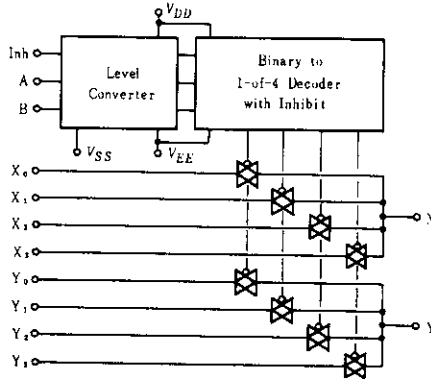 V_DD
Inh
A
B
Level
Converter
Binary to
1-of-4 Decoder
with Inhibit
V_SS
V_EE
X₀
X₁
X₂
X₃
Y₀
Y₁
Y₂
Y₃
Y